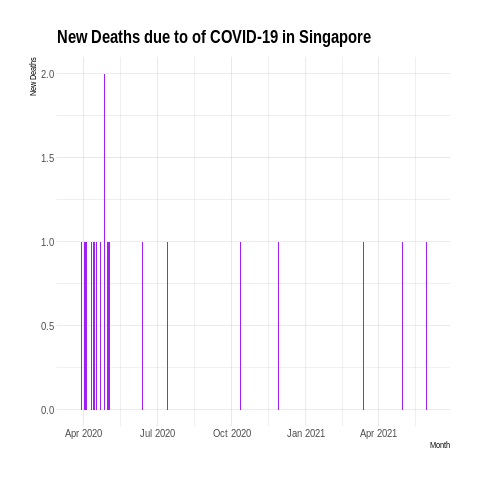 New Deaths due to of COVID-19 in Singapore
New Deaths
2.0
1.5
1.0
0.5
0.0
Apr 2020 Jul 2020 Oct 2020 Jan 2021 Apr 2021
Month